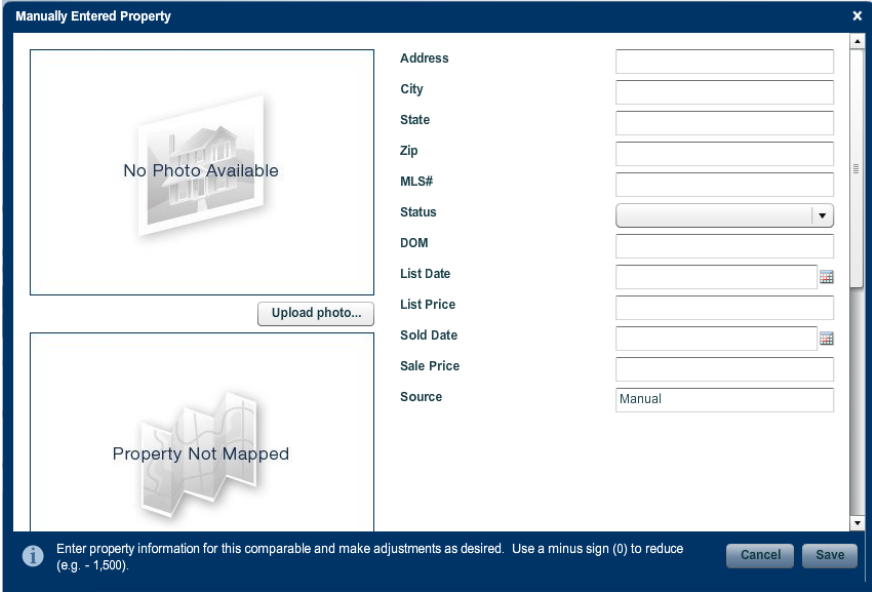 Manually Entered Property
No Photo Available
Upload photo...
Property Not Mapped
Address
City
State
Zip
MLS#
Status
DOM
List Date
List Price
Sold Date
Sale Price
Source Manual
Enter property information for this comparable and make adjustments as desired. Use a minus sign (0) to reduce
(e.g. - 1,500).
Cancel Save